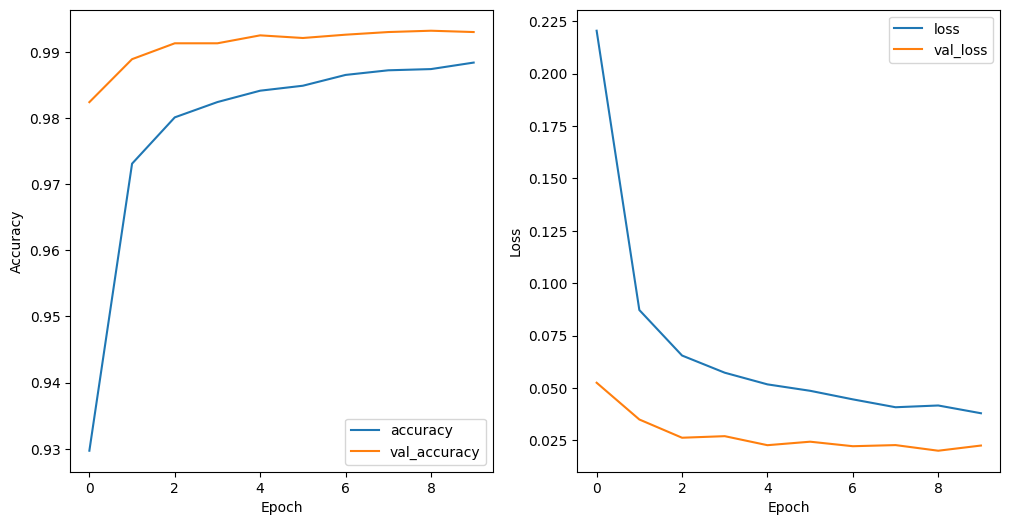 0.99
0.98
0.97
0.96
0.95
0.94
0.93
Accuracy
0 2 4 6 8
Epoch
accuracy
val_accuracy
0.225
0.200
0.175
0.150
0.125
0.100
0.075
0.050
0.025
Loss
0 2 4 6 8
Epoch
loss
val_loss